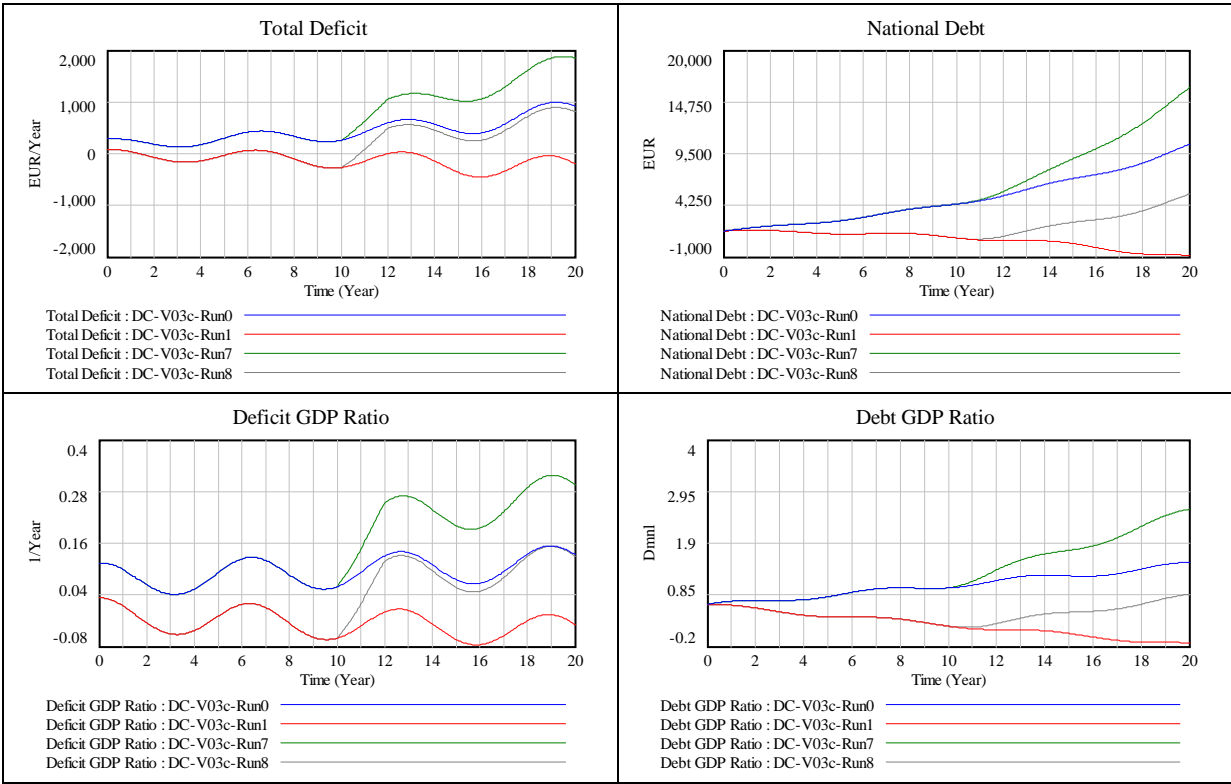 Total Deficit
2,000
1,000
0
-1,000
-2,000
EUR/Year
0 2 4 6 8 10 12 14 16 18 20
Time (Year)
Total Deficit : DC-V03c-Run0
Total Deficit : DC-V03c-Run1
Total Deficit : DC-V03c-Run7
Total Deficit : DC-V03c-Run8
National Debt
20,000
14,750
9,500
4,250
-1,000
EUR
0 2 4 6 8 10 12 14 16 18 20
Time (Year)
National Debt : DC-V03c-Run0
National Debt : DC-V03c-Run1
National Debt : DC-V03c-Run7
National Debt : DC-V03c-Run8
Deficit GDP Ratio
0.4
0.28
0.16
0.04
-0.08
1/Year
0 2 4 6 8 10 12 14 16 18 20
Time (Year)
Deficit GDP Ratio : DC-V03c-Run0
Deficit GDP Ratio : DC-V03c-Run1
Deficit GDP Ratio : DC-V03c-Run7
Deficit GDP Ratio : DC-V03c-Run8
Debt GDP Ratio
4
2.95
1.9
0.85
-0.2
Dmnl
0 2 4 6 8 10 12 14 16 18 20
Time (Year)
Debt GDP Ratio : DC-V03c-Run0
Debt GDP Ratio : DC-V03c-Run1
Debt GDP Ratio : DC-V03c-Run7
Debt GDP Ratio : DC-V03c-Run8